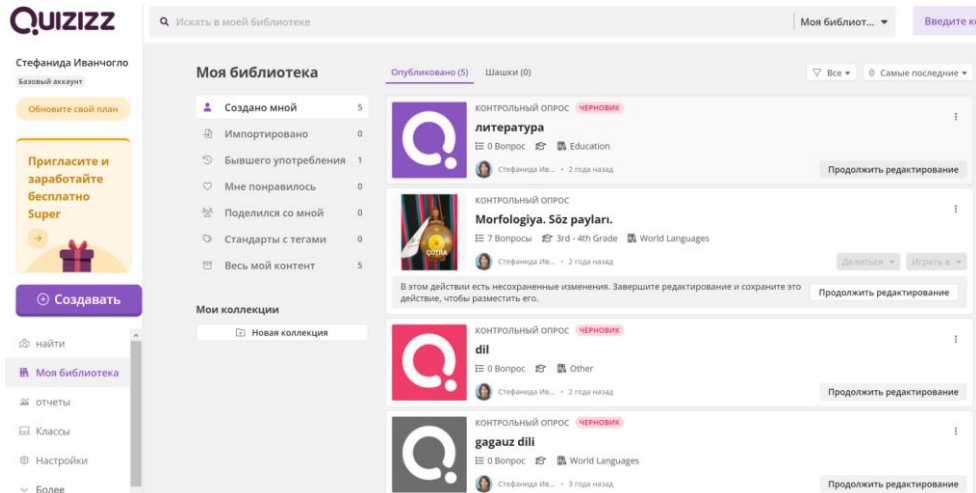 QUIZIZZ
Искать в моей библиотеке
Моя библиот...
Введите к
Стефанида Иванчогло
Базовый аккаунт
Обновите свой план
Пригласите и
заработайте
бесплатно
Super
Создавать
найти
Моя библиотека
отчеты
Классы
Настройки
Более
Моя библиотека
Создано мной 5
Импортировано 0
Бывшего употребления 1
Мне понравилось 0
Поделился со мной 0
Стандарты с тегами 0
Весь мой контент 5
Мои коллекции
Новая коллекция
Опубликовано (5) Шашки (0)
Все
Самые последние
КОНТРОЛЬНЫЙ ОПРОС ЧЕРНОВИК
литература
0 Вопрос Education
Стефанида Ив... • 2 года назад
Продолжить редактирование
COTRA
КОНТРОЛЬНЫЙ ОПРОС
Morfologiya. Söz payları.
7 Вопросы 3rd - 4th Grade World Languages
Стефанида Ив... • 2 года назад
Делиться Играть в
В этом действии есть несохраненные изменения. Завершите редактирование и сохраните это
действие, чтобы разместить его.
Продолжить редактирование
КОНТРОЛЬНЫЙ ОПРОС ЧЕРНОВИК
dil
0 Вопрос Other
Стефанида Ив... • 2 года назад
Продолжить редактирование
КОНТРОЛЬНЫЙ ОПРОС ЧЕРНОВИК
gagauz dili
0 Вопрос World Languages
Стефанида Ив... • 3 года назад
Продолжить редактирование